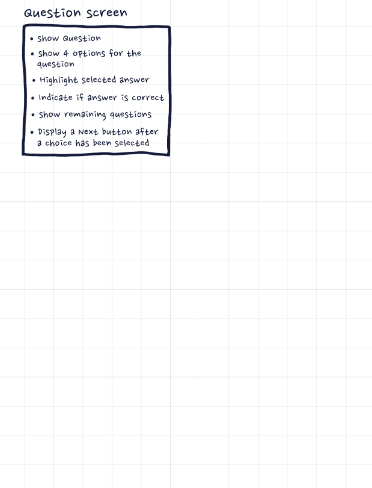 Question screen
• Show Question
• Show 4 options for the
question
• Highlight selected answer
• Indicate if answer is correct
• Show remaining questions
• Display a Next button after
a choice has been selected